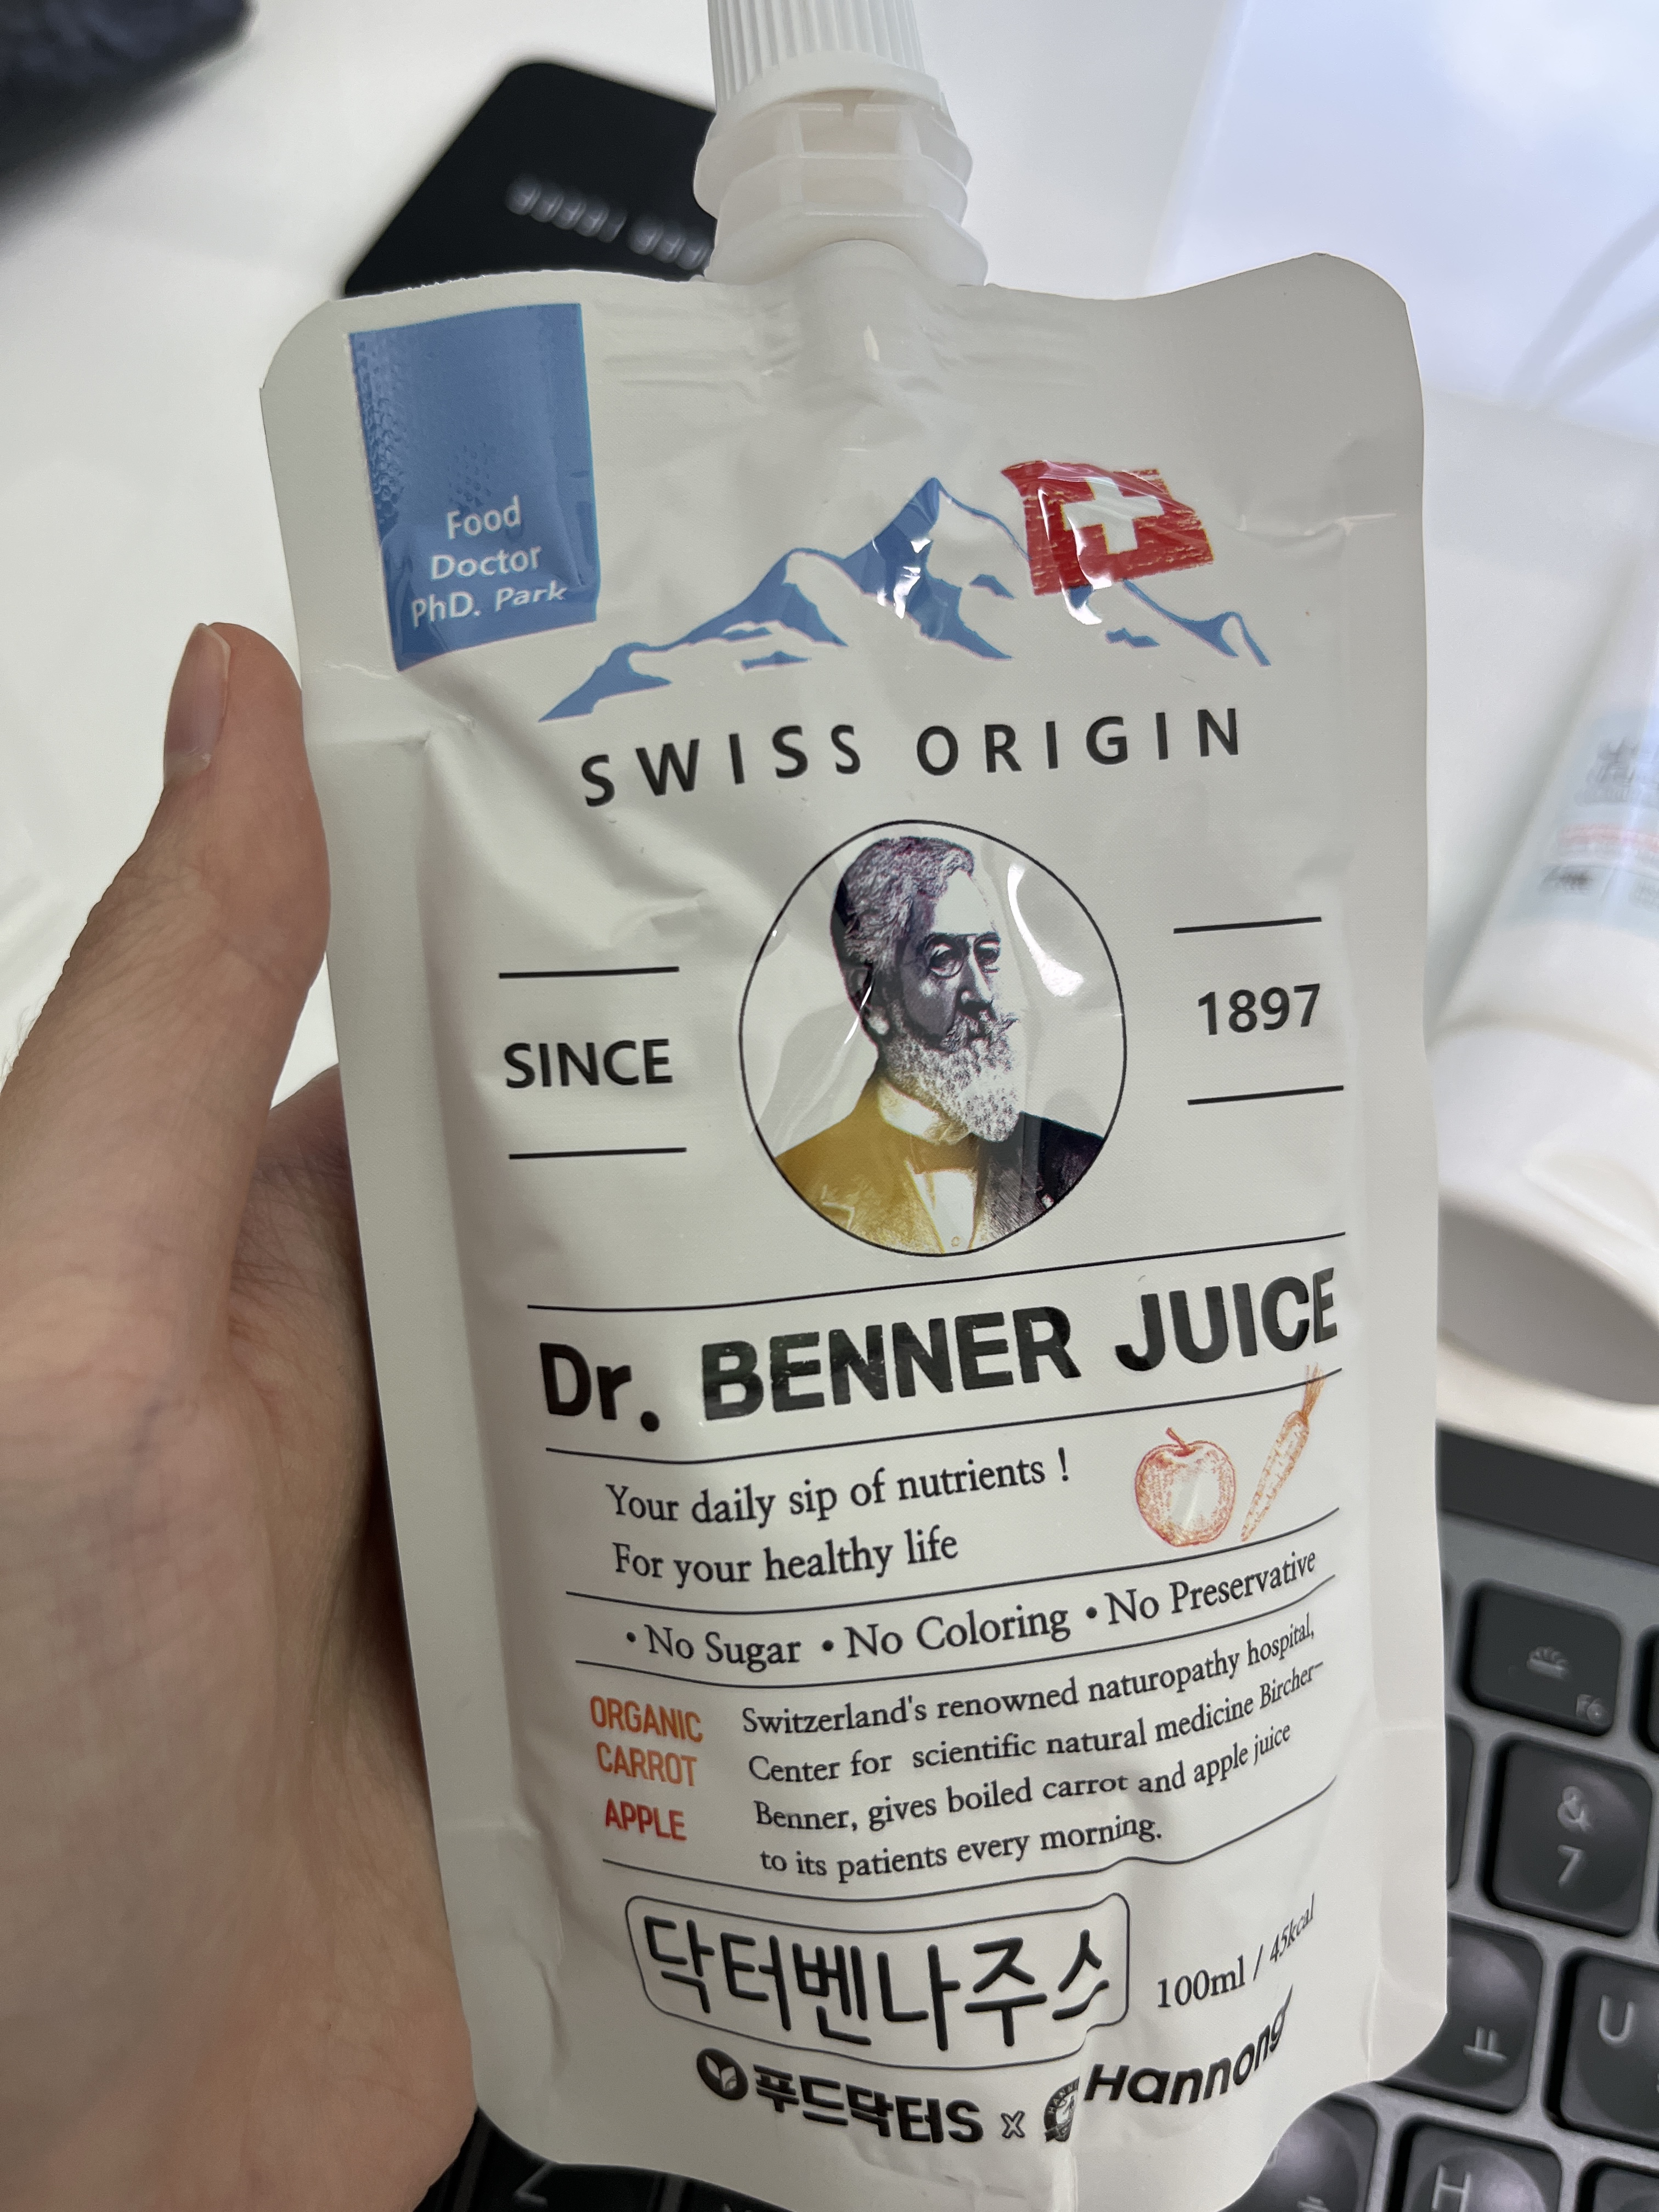 Food
Doctor
PhD. Park
SWISS ORIGIN
SINCE
1897
Dr. BENNER JUICE
Your daily sip of nutrients !
For your healthy life
• No Sugar • No Coloring • No Preservative
ORGANIC
CARROT
APPLE
Switzerland's renowned naturopathy hospital,
Center for scientific natural medicine Bircher–
Benner, gives boiled carrot and apple juice
to its patients every morning.
닥터벤나주스
100ml / 45kcal
푸드닥터S x Hannong
F6
&
7
ㅛ
U
H